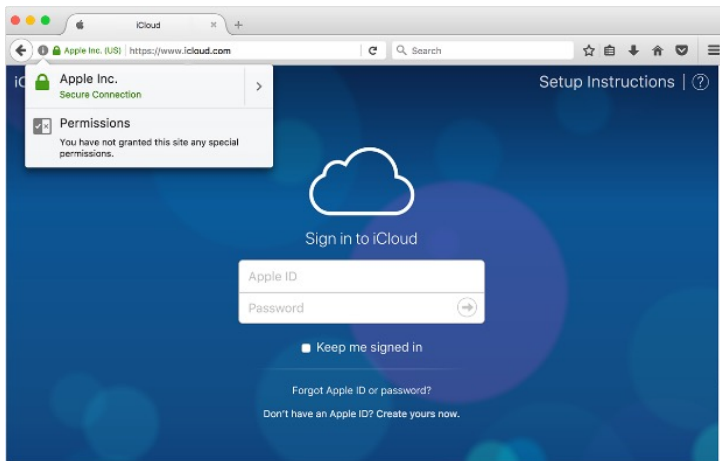 iCloud
Apple Inc. (US) https://www.icloud.com
Search
Apple Inc.
Secure Connection
Permissions
You have not granted this site any special
permissions.
iC
Setup Instructions | ?
Sign in to iCloud
Apple ID
Password
Keep me signed in
Forgot Apple ID or password?
Don't have an Apple ID? Create yours now.